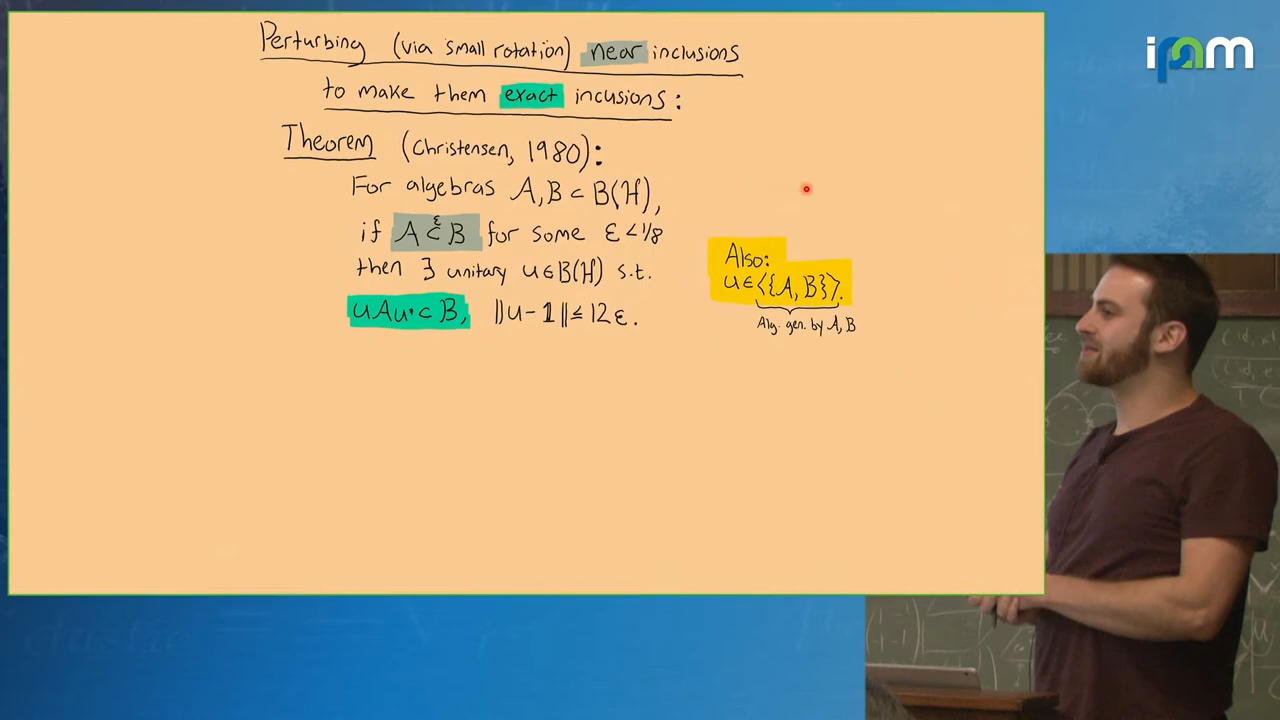 Perturbing (via small rotation) near inclusions
to make them exact incusions:
Theorem (Christensen, 1980):
For algebras A, B ⊂ B(H),
if A ⊂^ε B for some ε < 1/8
then ∃ unitary u ∈ B(H) s.t.
uAu* ⊂ B, ‖u - 1‖ ≤ 12ε.
Also:
u ∈ ⟨{A, B}⟩.
Alg. gen. by A, B
ipam